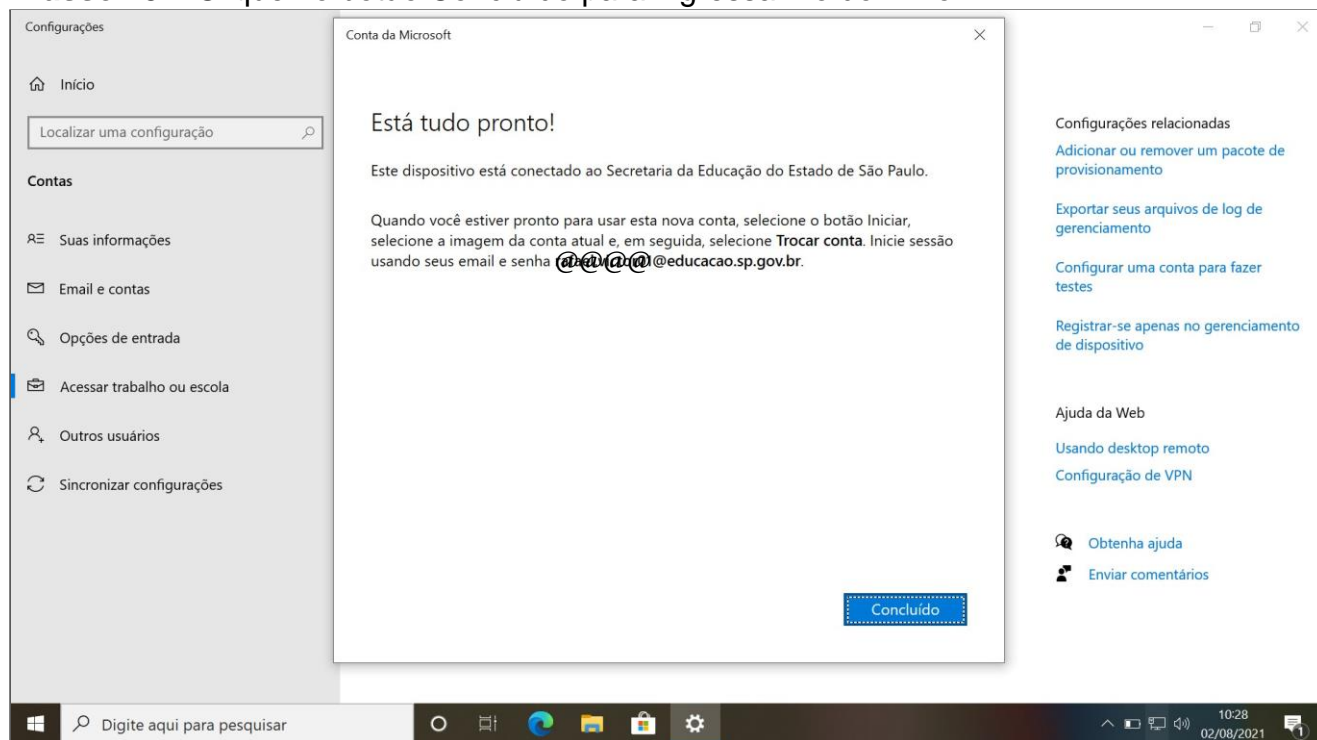 Configurações
Início
Localizar uma configuração
Contas
Suas informações
Email e contas
Opções de entrada
Acessar trabalho ou escola
Outros usuários
Sincronizar configurações
Conta da Microsoft
Está tudo pronto!
Este dispositivo está conectado ao Secretaria da Educação do Estado de São Paulo.
Quando você estiver pronto para usar esta nova conta, selecione o botão Iniciar,
selecione a imagem da conta atual e, em seguida, selecione Trocar conta. Inicie sessão
usando seus email e senha @@@@@educacao.sp.gov.br.
Concluído
Configurações relacionadas
Adicionar ou remover um pacote de
provisionamento
Exportar seus arquivos de log de
gerenciamento
Configurar uma conta para fazer
testes
Registrar-se apenas no gerenciamento
de dispositivo
Ajuda da Web
Usando desktop remoto
Configuração de VPN
Obtenha ajuda
Enviar comentários
Digite aqui para pesquisar
10:28
02/08/2021
1